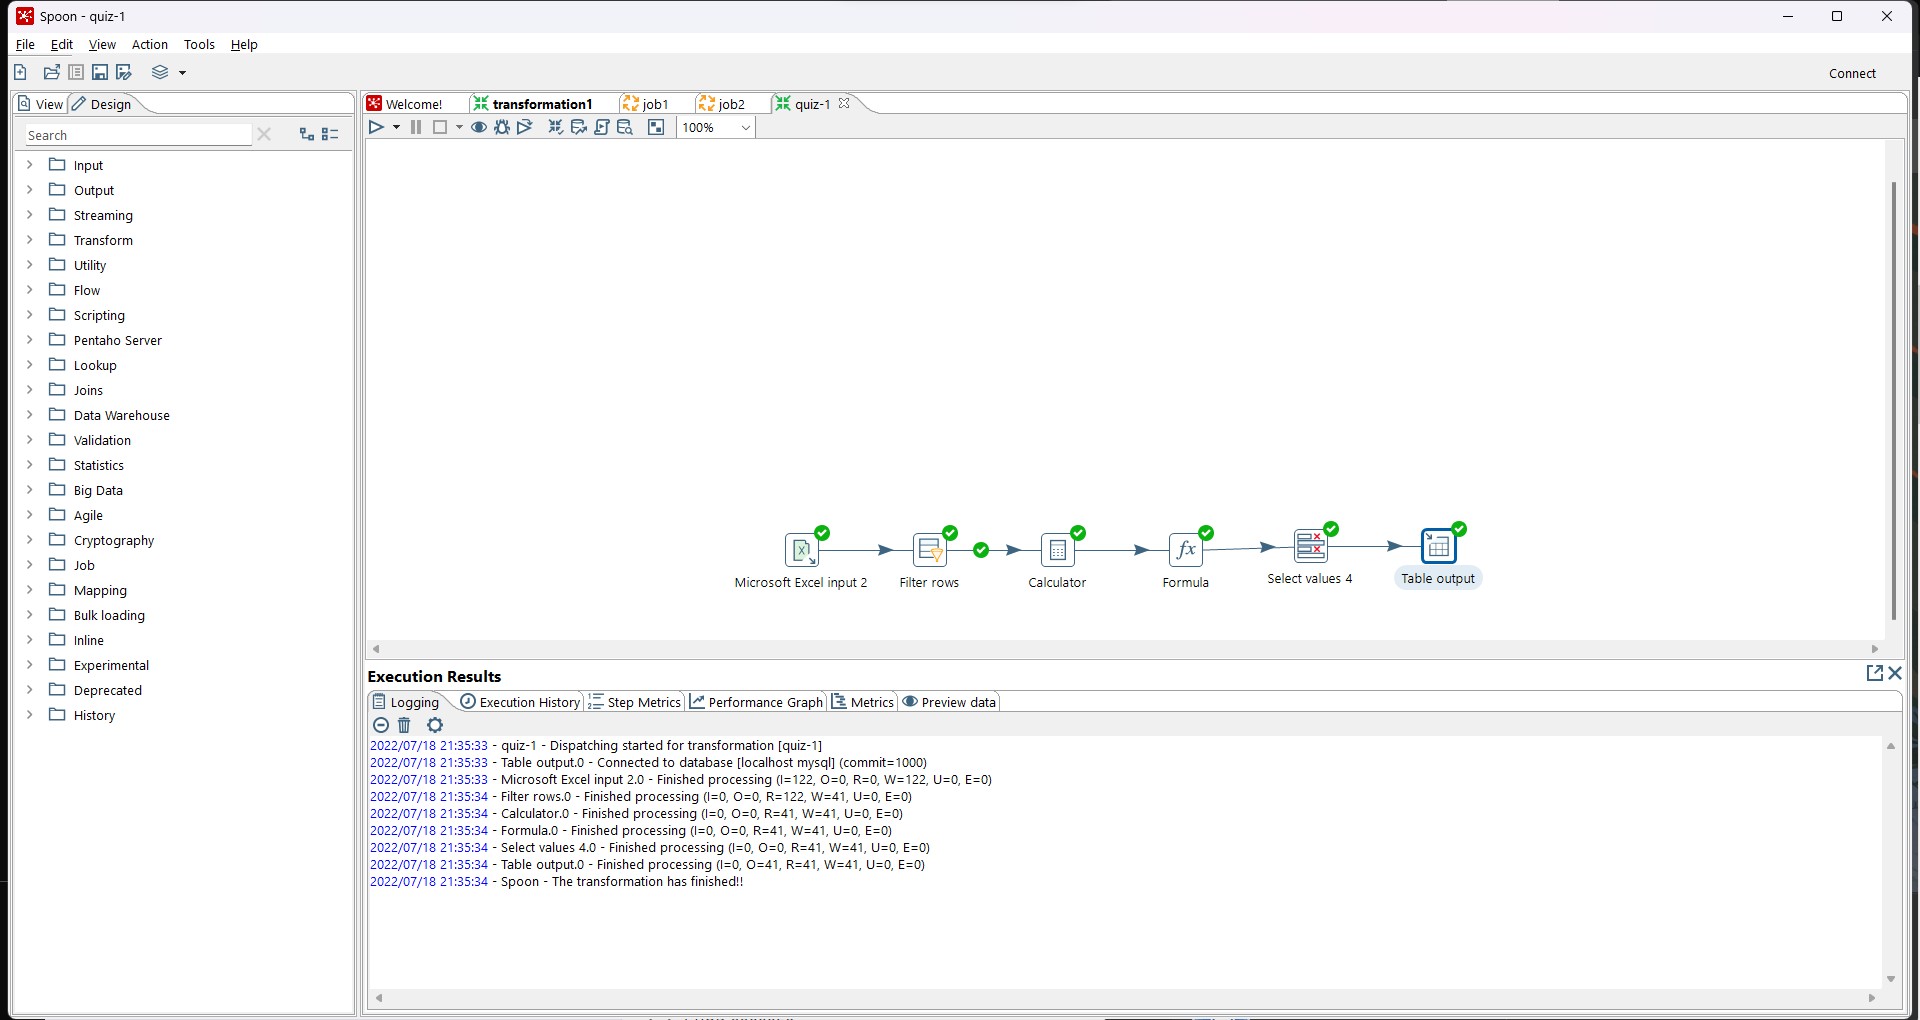 Spoon - quiz-1
File Edit View Action Tools Help
Connect
View Design
Search
Input
Output
Streaming
Transform
Utility
Flow
Scripting
Pentaho Server
Lookup
Joins
Data Warehouse
Validation
Statistics
Big Data
Agile
Cryptography
Job
Mapping
Bulk loading
Inline
Experimental
Deprecated
History
Welcome! transformation1 job1 job2 quiz-1
100%
Microsoft Excel input 2 Filter rows Calculator Formula Select values 4 Table output
Execution Results
Logging Execution History Step Metrics Performance Graph Metrics Preview data
2022/07/18 21:35:33 - quiz-1 - Dispatching started for transformation [quiz-1]
2022/07/18 21:35:33 - Table output.0 - Connected to database [localhost mysql] (commit=1000)
2022/07/18 21:35:33 - Microsoft Excel input 2.0 - Finished processing (I=122, O=0, R=0, W=122, U=0, E=0)
2022/07/18 21:35:34 - Filter rows.0 - Finished processing (I=0, O=0, R=122, W=41, U=0, E=0)
2022/07/18 21:35:34 - Calculator.0 - Finished processing (I=0, O=0, R=41, W=41, U=0, E=0)
2022/07/18 21:35:34 - Formula.0 - Finished processing (I=0, O=0, R=41, W=41, U=0, E=0)
2022/07/18 21:35:34 - Select values 4.0 - Finished processing (I=0, O=0, R=41, W=41, U=0, E=0)
2022/07/18 21:35:34 - Table output.0 - Finished processing (I=0, O=41, R=41, W=41, U=0, E=0)
2022/07/18 21:35:34 - Spoon - The transformation has finished!!